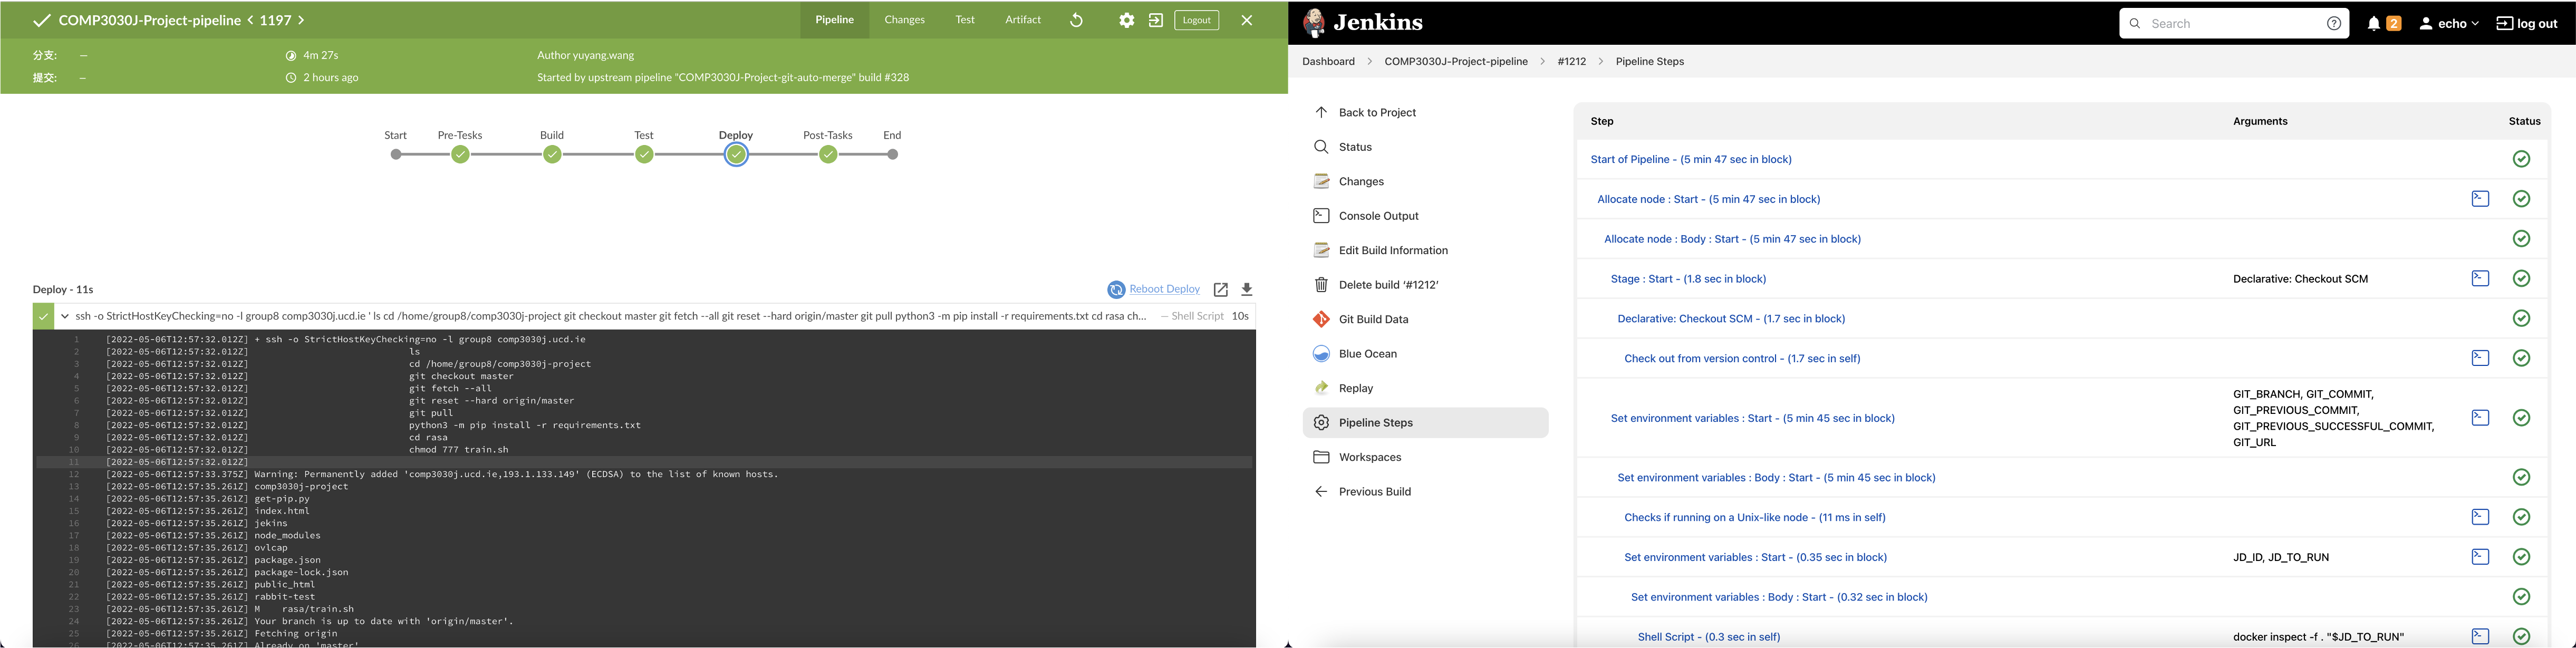 COMP3030J-Project-pipeline < 1197 >
Pipeline Changes Test Artifact Logout
分支: —
4m 27s
Author yuyang.wang
提交: —
2 hours ago
Started by upstream pipeline "COMP3030J-Project-git-auto-merge" build #328
Start Pre-Tesks Build Test Deploy Post-Tasks End
Deploy - 11s
Reboot Deploy
ssh -o StrictHostKeyChecking=no -l group8 comp3030j.ucd.ie ' ls cd /home/group8/comp3030j-project git checkout master git fetch --all git reset --hard origin/master git pull python3 -m pip install -r requirements.txt cd rasa ch... — Shell Script 10s
1 [2022-05-06T12:57:32.012Z] + ssh -o StrictHostKeyChecking=no -l group8 comp3030j.ucd.ie
2 [2022-05-06T12:57:32.012Z] ls
3 [2022-05-06T12:57:32.012Z] cd /home/group8/comp3030j-project
4 [2022-05-06T12:57:32.012Z] git checkout master
5 [2022-05-06T12:57:32.012Z] git fetch --all
6 [2022-05-06T12:57:32.012Z] git reset --hard origin/master
7 [2022-05-06T12:57:32.012Z] git pull
8 [2022-05-06T12:57:32.012Z] python3 -m pip install -r requirements.txt
9 [2022-05-06T12:57:32.012Z] cd rasa
10 [2022-05-06T12:57:32.012Z] chmod 777 train.sh
11 [2022-05-06T12:57:32.012Z]
12 [2022-05-06T12:57:33.375Z] Warning: Permanently added 'comp3030j.ucd.ie,193.1.133.149' (ECDSA) to the list of known hosts.
13 [2022-05-06T12:57:35.261Z] comp3030j-project
14 [2022-05-06T12:57:35.261Z] get-pip.py
15 [2022-05-06T12:57:35.261Z] index.html
16 [2022-05-06T12:57:35.261Z] jekins
17 [2022-05-06T12:57:35.261Z] node_modules
18 [2022-05-06T12:57:35.261Z] ovlcap
19 [2022-05-06T12:57:35.261Z] package.json
20 [2022-05-06T12:57:35.261Z] package-lock.json
21 [2022-05-06T12:57:35.261Z] public_html
22 [2022-05-06T12:57:35.261Z] rabbit-test
23 [2022-05-06T12:57:35.261Z] M rasa/train.sh
24 [2022-05-06T12:57:35.261Z] Your branch is up to date with 'origin/master'.
25 [2022-05-06T12:57:35.261Z] Fetching origin
26 [2022-05-06T12:57:35.261Z] Already on 'master'
Jenkins
Search
2
echo
log out
Dashboard > COMP3030J-Project-pipeline > #1212 > Pipeline Steps
Back to Project
Status
Changes
Console Output
Edit Build Information
Delete build ‘#1212’
Git Build Data
Blue Ocean
Replay
Pipeline Steps
Workspaces
Previous Build
Step Arguments Status
Start of Pipeline - (5 min 47 sec in block)
Allocate node : Start - (5 min 47 sec in block)
Allocate node : Body : Start - (5 min 47 sec in block)
Stage : Start - (1.8 sec in block) Declarative: Checkout SCM
Declarative: Checkout SCM - (1.7 sec in block)
Check out from version control - (1.7 sec in self)
Set environment variables : Start - (5 min 45 sec in block)
GIT_BRANCH, GIT_COMMIT,
GIT_PREVIOUS_COMMIT,
GIT_PREVIOUS_SUCCESSFUL_COMMIT,
GIT_URL
Set environment variables : Body : Start - (5 min 45 sec in block)
Checks if running on a Unix-like node - (11 ms in self)
Set environment variables : Start - (0.35 sec in block) JD_ID, JD_TO_RUN
Set environment variables : Body : Start - (0.32 sec in block)
Shell Script - (0.3 sec in self) docker inspect -f . "$JD_TO_RUN"